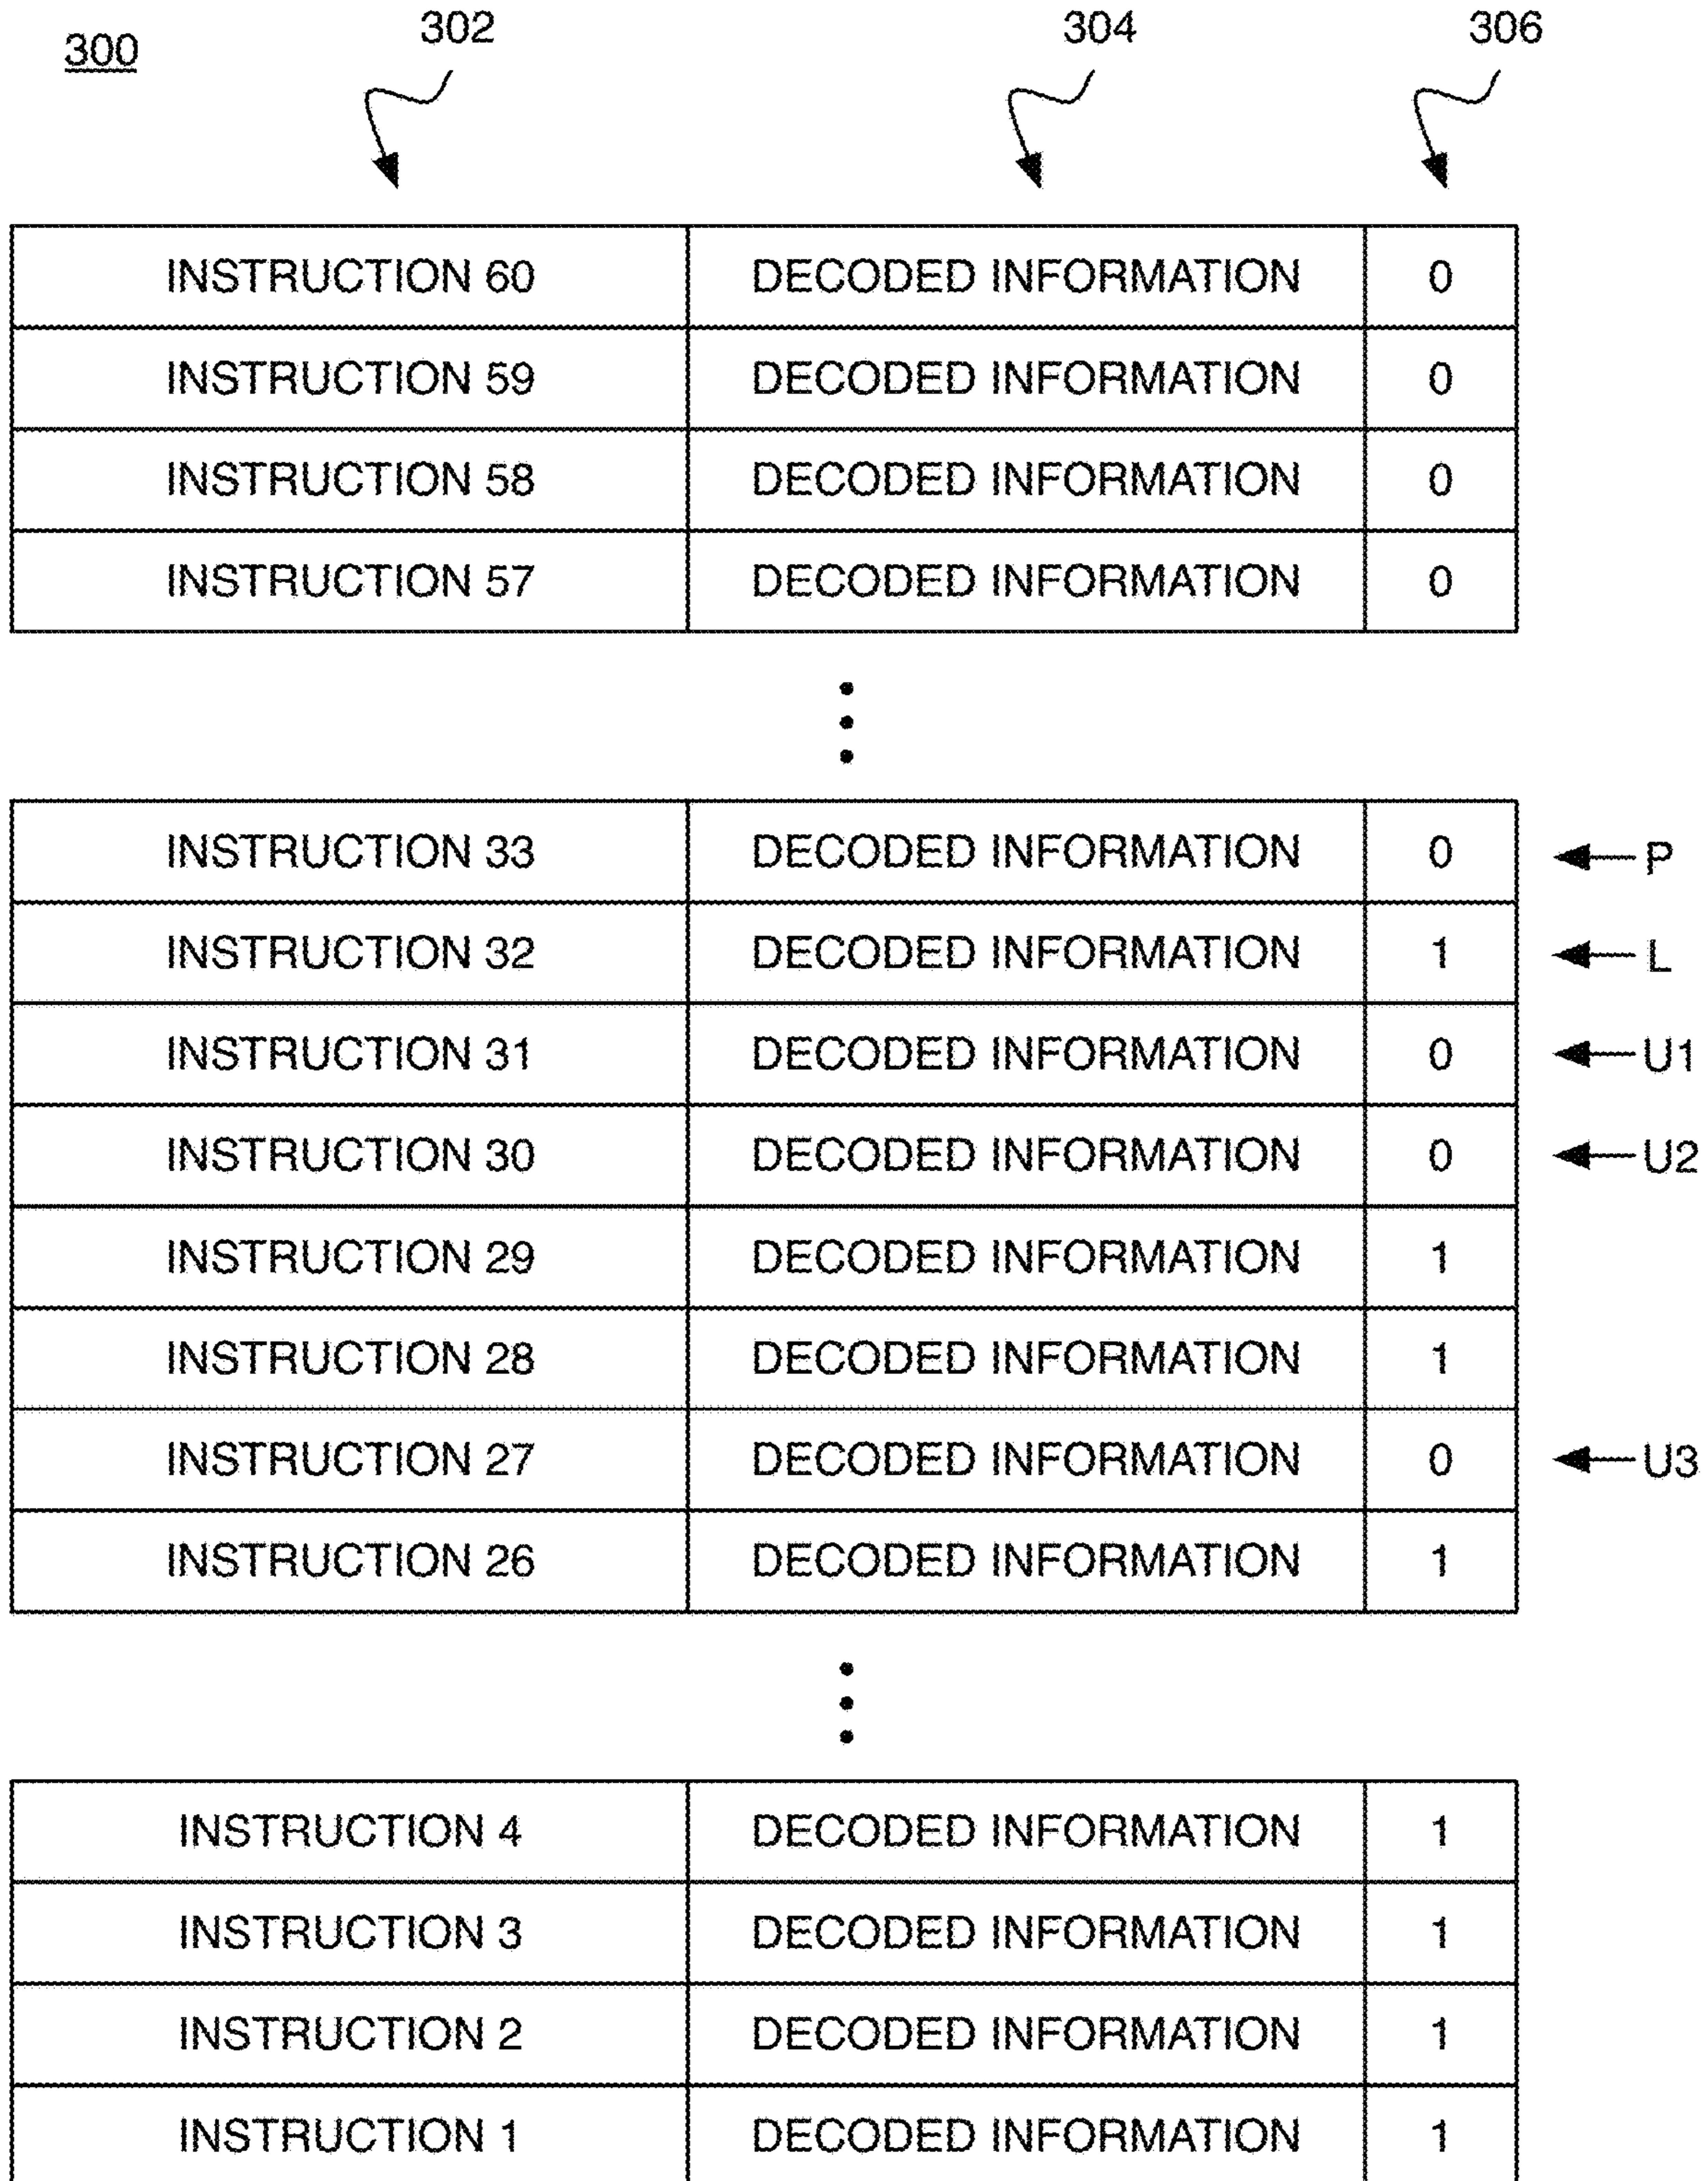 300 302 304 306
INSTRUCTION 60 DECODED INFORMATION 0
INSTRUCTION 59 DECODED INFORMATION 0
INSTRUCTION 58 DECODED INFORMATION 0
INSTRUCTION 57 DECODED INFORMATION 0
INSTRUCTION 33 DECODED INFORMATION 0 P
INSTRUCTION 32 DECODED INFORMATION 1 L
INSTRUCTION 31 DECODED INFORMATION 0 U1
INSTRUCTION 30 DECODED INFORMATION 0 U2
INSTRUCTION 29 DECODED INFORMATION 1
INSTRUCTION 28 DECODED INFORMATION 1
INSTRUCTION 27 DECODED INFORMATION 0 U3
INSTRUCTION 26 DECODED INFORMATION 1
INSTRUCTION 4 DECODED INFORMATION 1
INSTRUCTION 3 DECODED INFORMATION 1
INSTRUCTION 2 DECODED INFORMATION 1
INSTRUCTION 1 DECODED INFORMATION 1